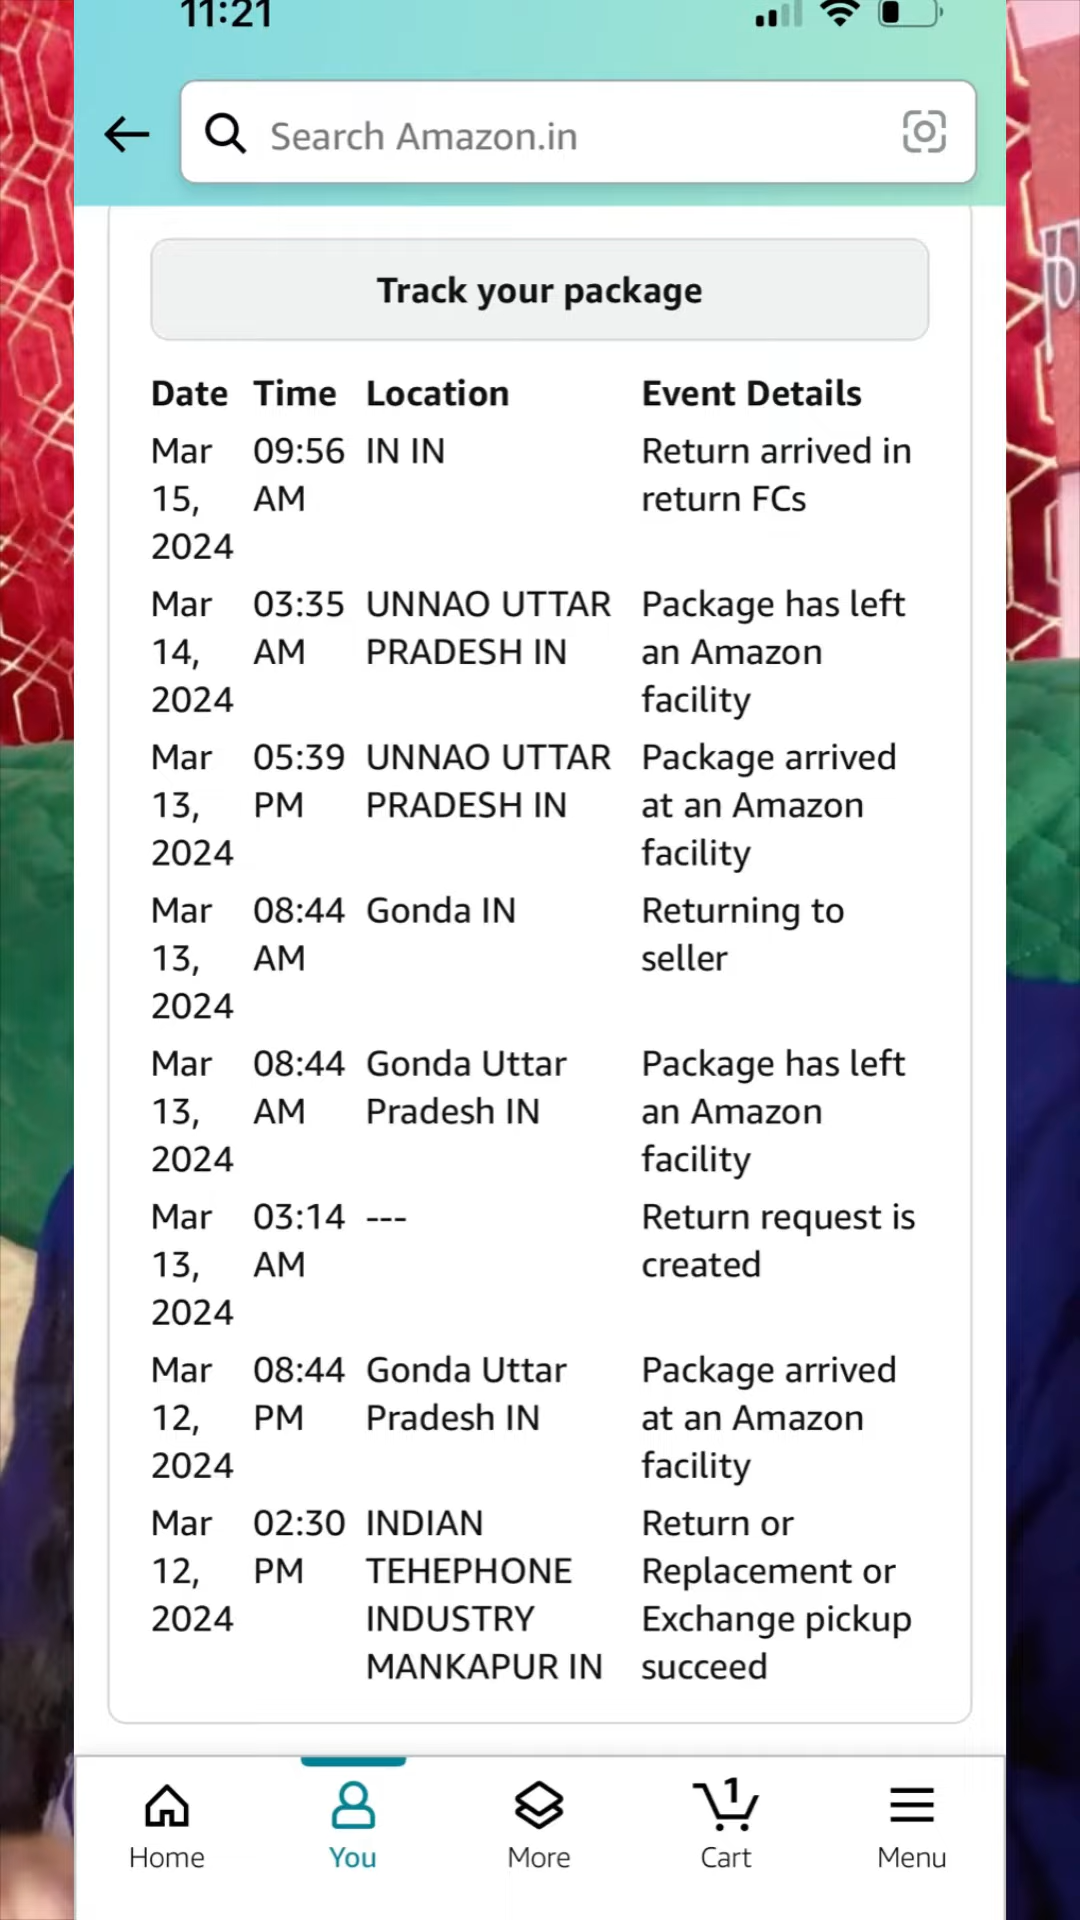 11:21
Search Amazon.in
Track your package
Date Time Location Event Details
Mar 15, 2024 09:56 AM IN IN Return arrived in return FCs
Mar 14, 2024 03:35 AM UNNAO UTTAR PRADESH IN Package has left an Amazon facility
Mar 13, 2024 05:39 PM UNNAO UTTAR PRADESH IN Package arrived at an Amazon facility
Mar 13, 2024 08:44 AM Gonda IN Returning to seller
Mar 13, 2024 08:44 AM Gonda Uttar Pradesh IN Package has left an Amazon facility
Mar 13, 2024 03:14 AM --- Return request is created
Mar 12, 2024 08:44 PM Gonda Uttar Pradesh IN Package arrived at an Amazon facility
Mar 12, 2024 02:30 PM INDIAN TEHEPHONE INDUSTRY MANKAPUR IN Return or Replacement or Exchange pickup succeed
1
Home You More Cart Menu